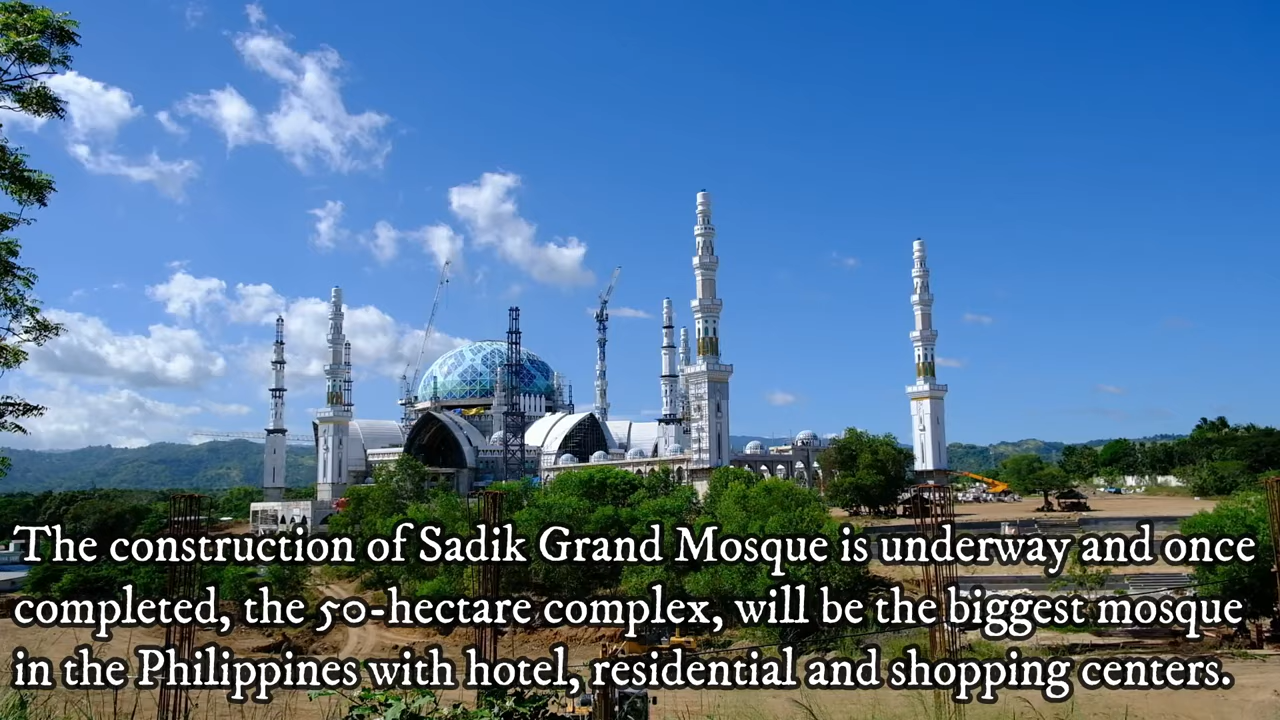 The construction of Sadik Grand Mosque is underway and once
completed, the 50-hectare complex, will be the biggest mosque
in the Philippines with hotel, residential and shopping centers.